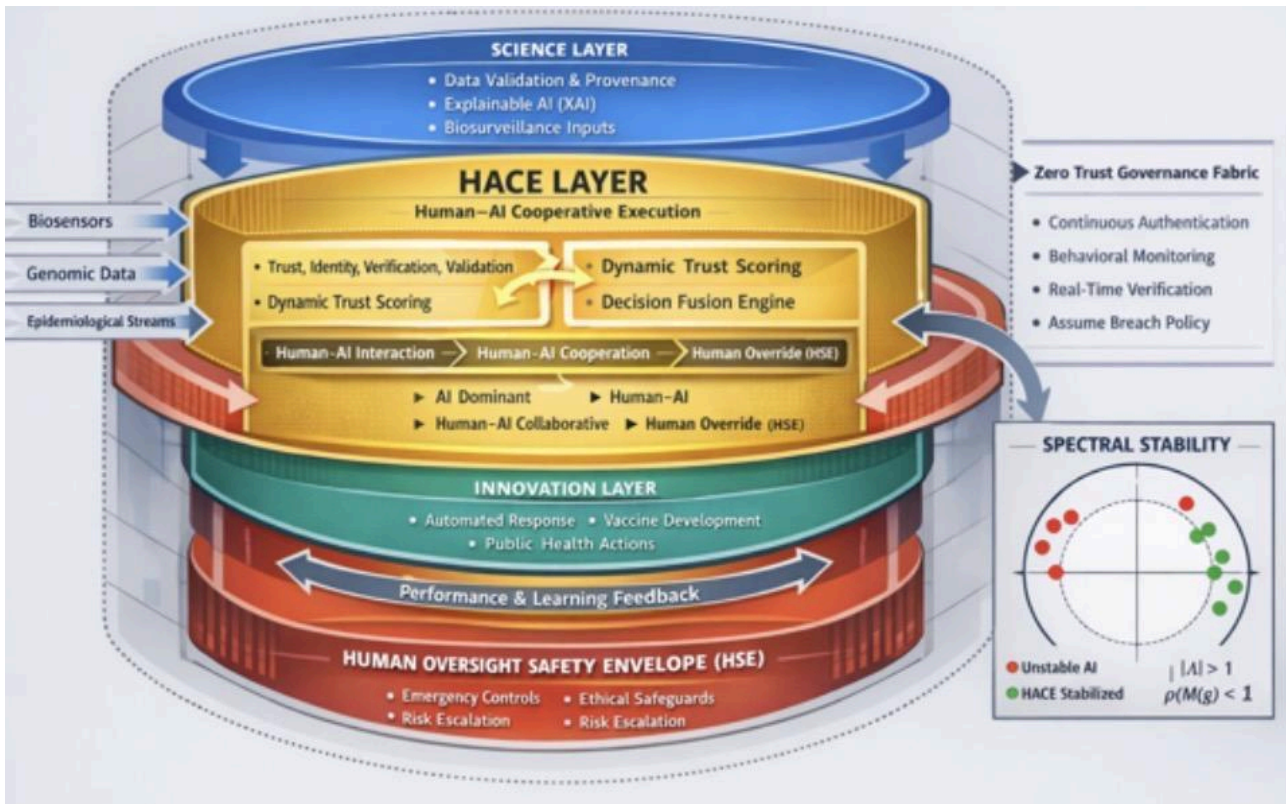 SCIENCE LAYER
• Data Validation & Provenance
• Explainable AI (XAI)
• Biosurveillance Inputs
HACE LAYER
Human–AI Cooperative Execution
Biosensors
Genomic Data
Epidemiological Streams
• Trust, Identity, Verification, Validation
• Dynamic Trust Scoring
• Dynamic Trust Scoring
• Decision Fusion Engine
Human-AI Interaction
Human-AI Cooperation
Human Override (HSE)
► AI Dominant ► Human-AI
► Human-AI Collaborative ► Human Override (HSE)
INNOVATION LAYER
• Automated Response • Vaccine Development
• Public Health Actions
Performance & Learning Feedback
HUMAN OVERSIGHT SAFETY ENVELOPE (HSE)
• Emergency Controls • Ethical Safeguards
• Risk Escalation • Risk Escalation
Zero Trust Governance Fabric
• Continuous Authentication
• Behavioral Monitoring
• Real-Time Verification
• Assume Breach Policy
SPECTRAL STABILITY
Unstable AI |Λ| > 1
HACE Stabilized ρ(M(g) < 1